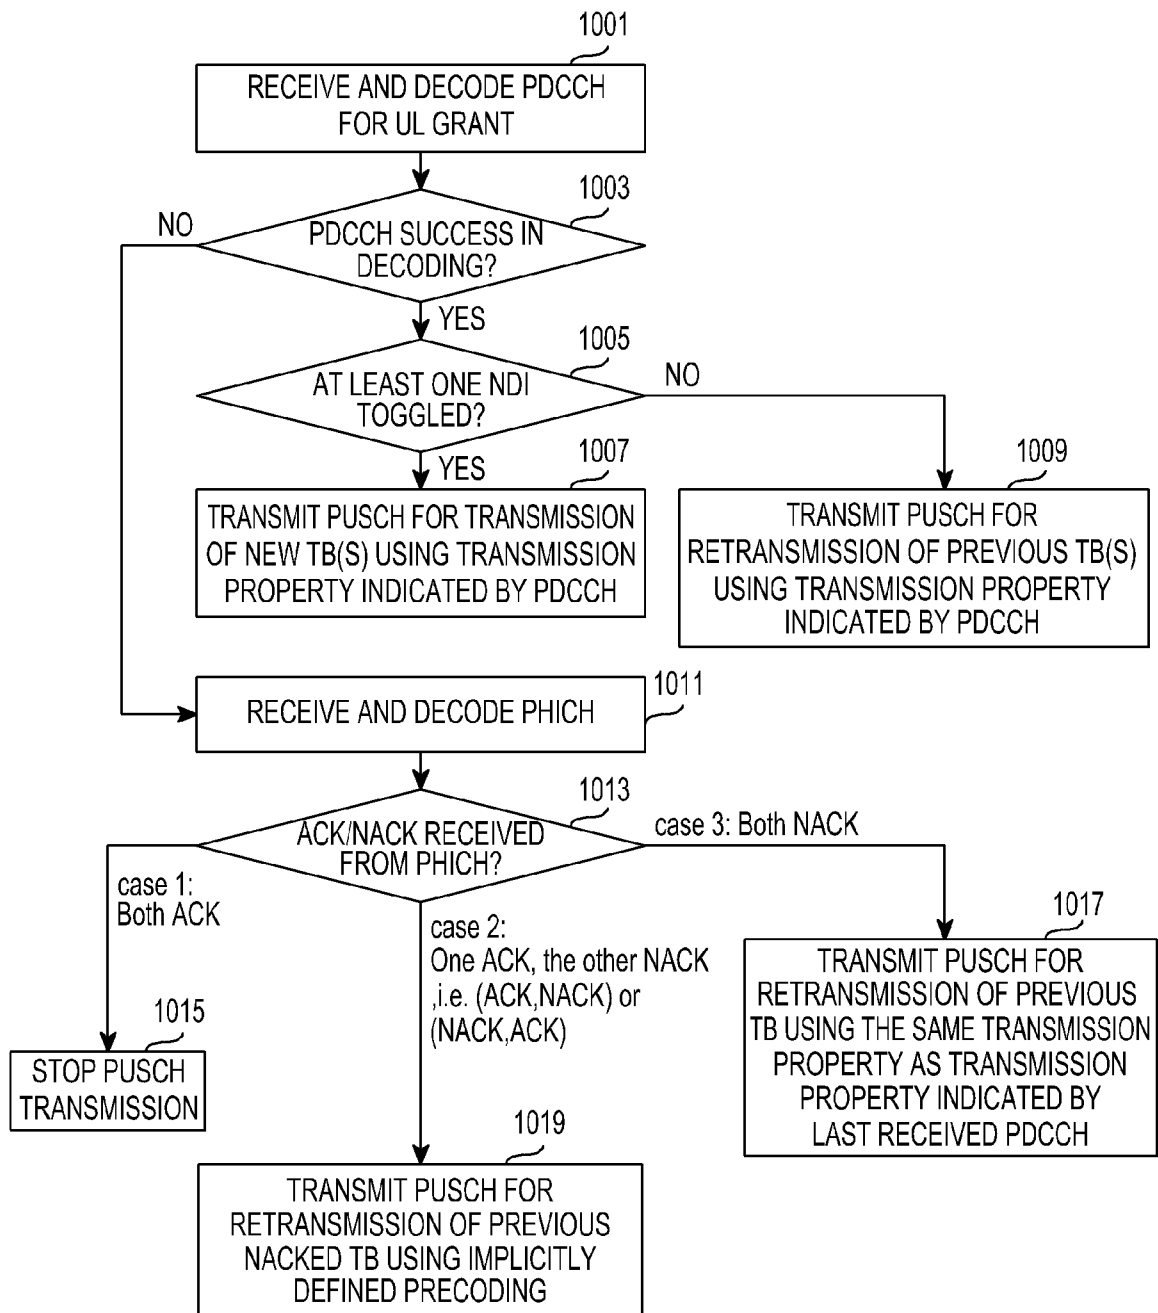 1001
RECEIVE AND DECODE PDCCH
FOR UL GRANT
1003
NO
PDCCH SUCCESS IN
DECODING?
YES
1005
AT LEAST ONE NDI
TOGGLED?
NO
YES
1007
TRANSMIT PUSCH FOR TRANSMISSION
OF NEW TB(S) USING TRANSMISSION
PROPERTY INDICATED BY PDCCH
1009
TRANSMIT PUSCH FOR
RETRANSMISSION OF PREVIOUS TB(S)
USING TRANSMISSION PROPERTY
INDICATED BY PDCCH
1011
RECEIVE AND DECODE PHICH
1013
ACK/NACK RECEIVED
FROM PHICH?
case 3: Both NACK
case 1:
Both ACK
case 2:
One ACK, the other NACK
,i.e. (ACK,NACK) or
(NACK,ACK)
1015
STOP PUSCH
TRANSMISSION
1017
TRANSMIT PUSCH FOR
RETRANSMISSION OF PREVIOUS
TB USING THE SAME TRANSMISSION
PROPERTY AS TRANSMISSION
PROPERTY INDICATED BY
LAST RECEIVED PDCCH
1019
TRANSMIT PUSCH FOR
RETRANSMISSION OF PREVIOUS
NACKED TB USING IMPLICITLY
DEFINED PRECODING